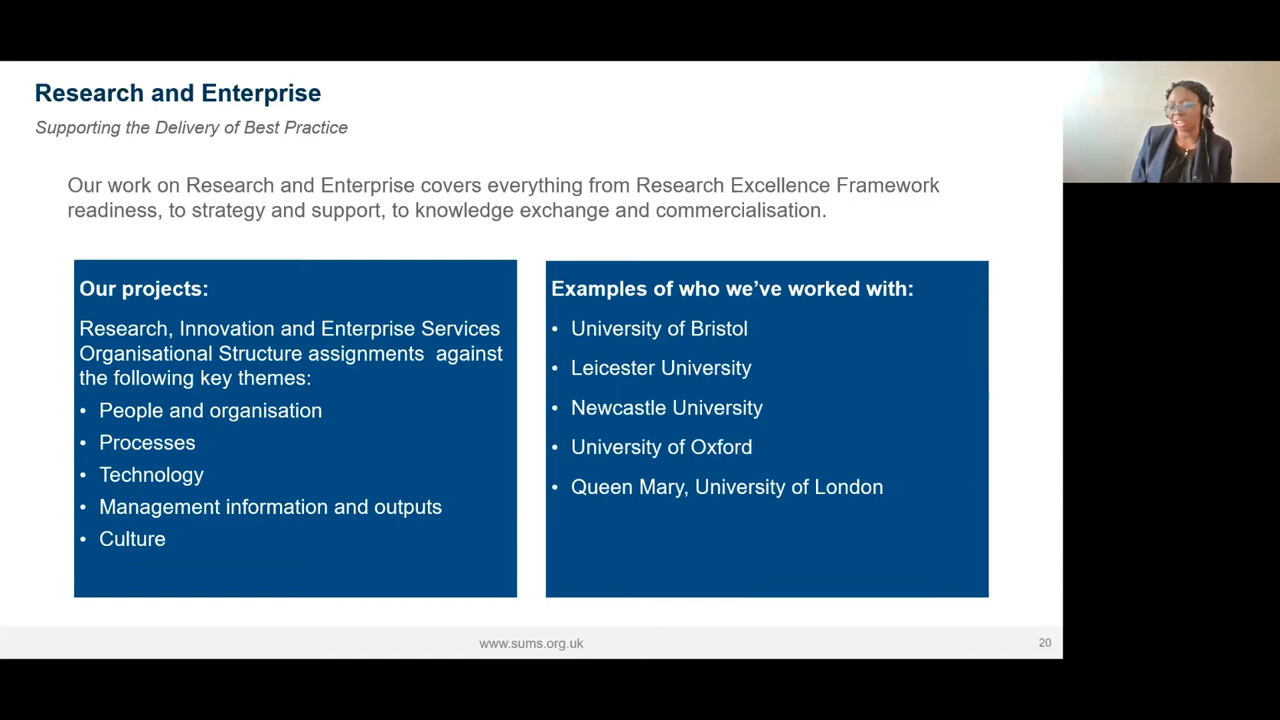 Research and Enterprise
Supporting the Delivery of Best Practice
Our work on Research and Enterprise covers everything from Research Excellence Framework
readiness, to strategy and support, to knowledge exchange and commercialisation.
Our projects:
Research, Innovation and Enterprise Services
Organisational Structure assignments  against
the following key themes:
• People and organisation
• Processes
• Technology
• Management information and outputs
• Culture
Examples of who we’ve worked with:
• University of Bristol
• Leicester University
• Newcastle University
• University of Oxford
• Queen Mary, University of London
www.sums.org.uk
20